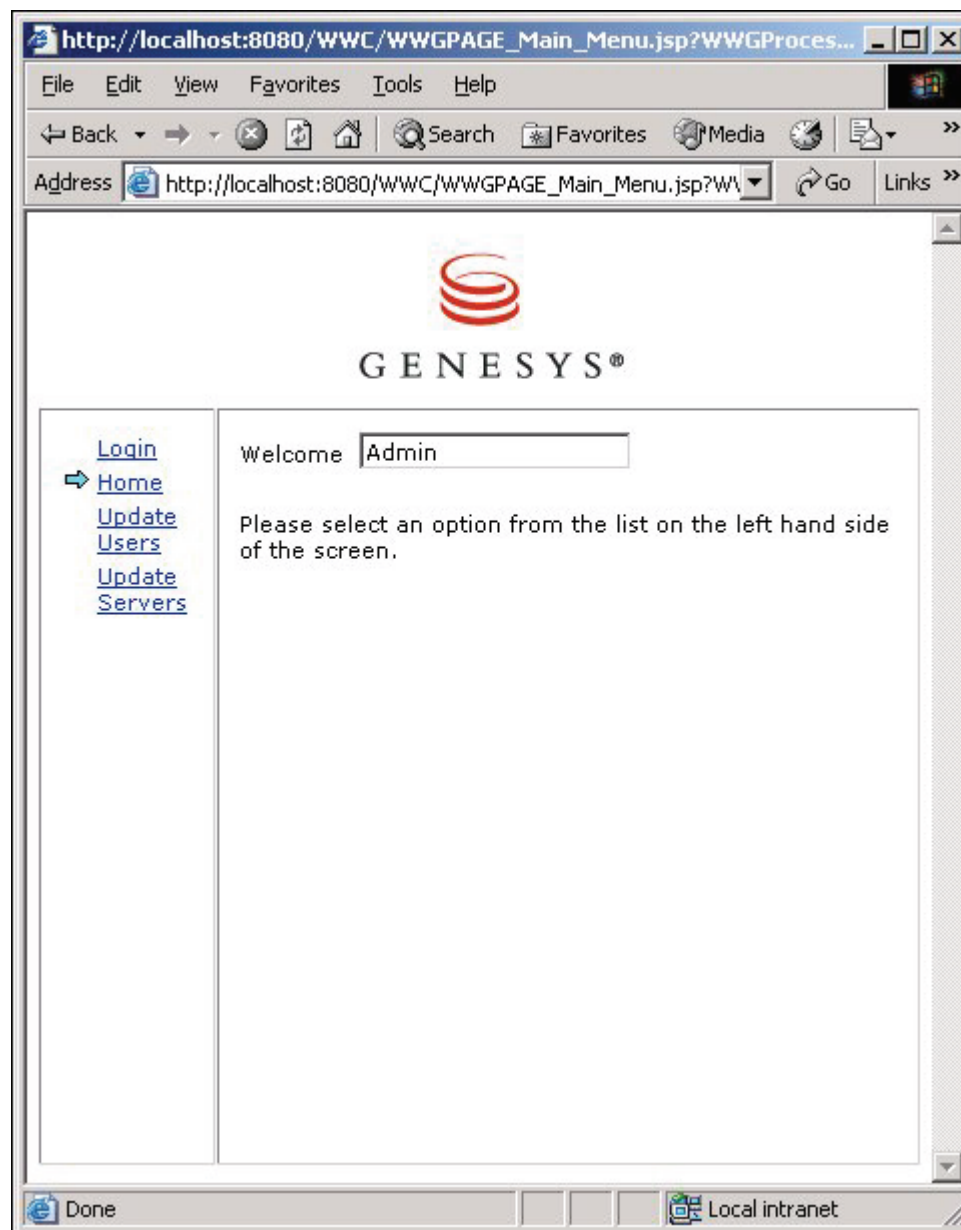 http://localhost:8080/WWC/WWGPAGE_Main_Menu.jsp?WWGProces...
File Edit View Favorites Tools Help
Back Search Favorites Media
Address http://localhost:8080/WWC/WWGPAGE_Main_Menu.jsp?W Go Links
GENESYS®
Login
Home
Update
Users
Update
Servers
Welcome Admin
Please select an option from the list on the left hand side
of the screen.
Done Local intranet